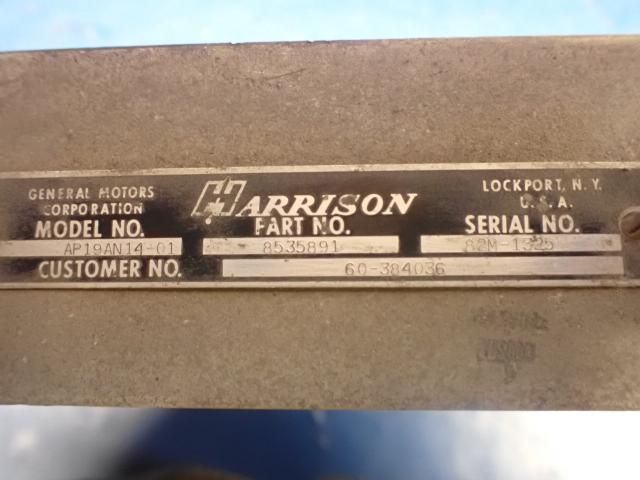 GENERAL MOTORS CORPORATION
HARRISON
LOCKPORT, N.Y. U.S.A.
MODEL NO. PART NO. SERIAL NO.
AP19AN14-01 8535891 82M-1325
CUSTOMER NO. 60-384036